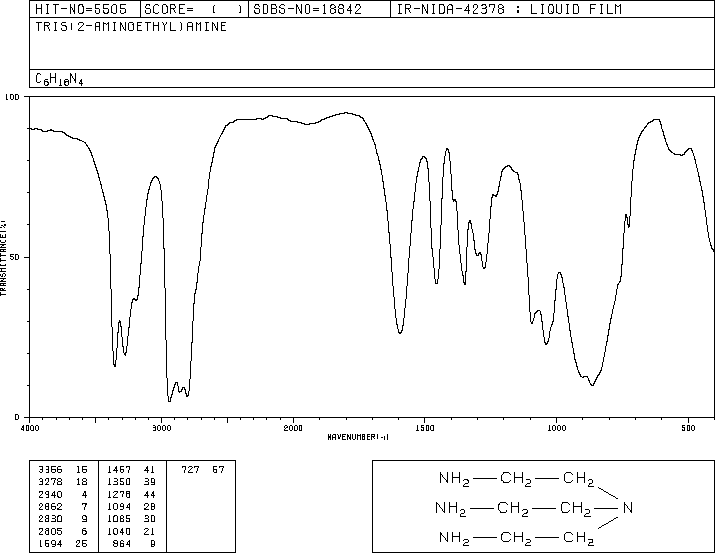 HIT-NO=5505 SCORE= ( ) SDBS-NO=18842 IR-NIDA-42378 : LIQUID FILM
TRIS(2-AMINOETHYL)AMINE
C6H18N4
100
50
0
TRANSMITTANCE(%)
4000 3000 2000 1500 1000 500
WAVENUMBER(-1)
3356 15 1457 41 727 57
3278 18 1350 39
2940 4 1278 44
2862 7 1094 28
2830 9 1065 30
2805 6 1040 21
1594 25 864 9
NH2—CH2—CH2
NH2—CH2—CH2—N
NH2—CH2—CH2